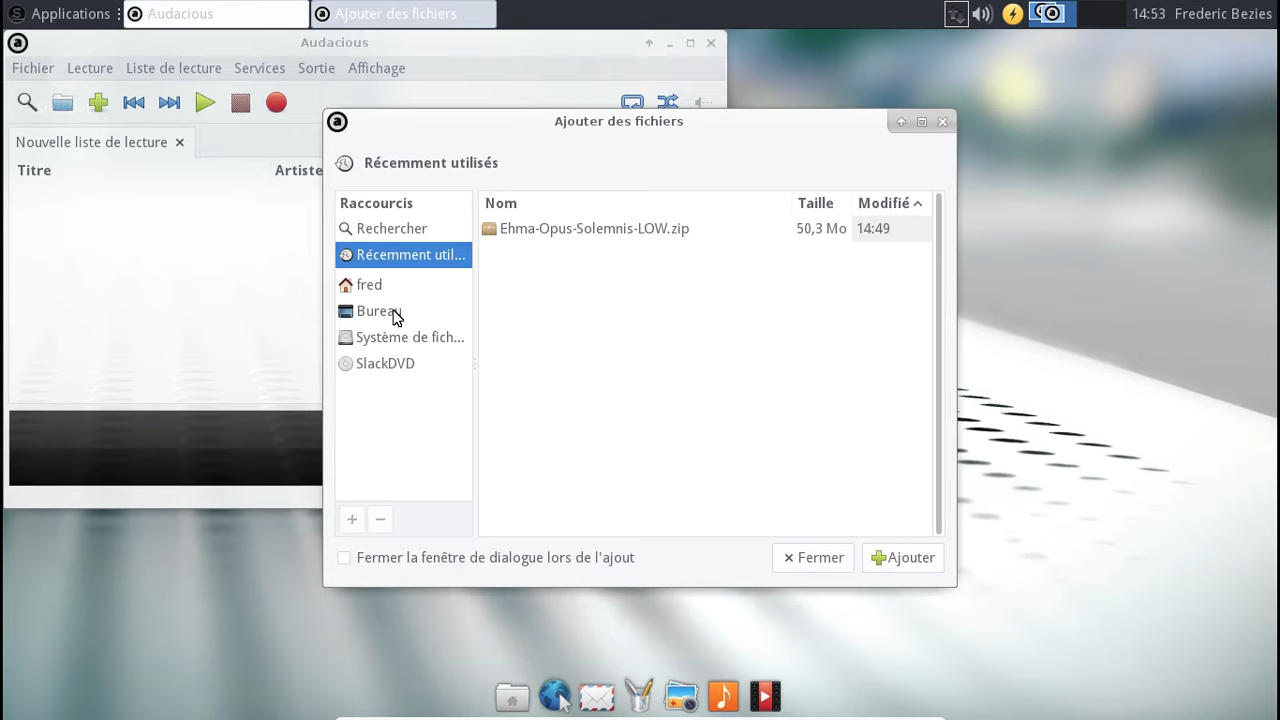 Applications
Audacious
Ajouter des fichiers
14:53
Frederic Bezies
Audacious
Fichier
Lecture
Liste de lecture
Services
Sortie
Affichage
Nouvelle liste de lecture
Titre
Artiste
Ajouter des fichiers
Récemment utilisés
Raccourcis
Nom
Taille
Modifié
Rechercher
Ehma-Opus-Solemnis-LOW.zip
50,3 Mo
14:49
Récemment util...
fred
Bureau
Système de fich...
SlackDVD
Fermer la fenêtre de dialogue lors de l'ajout
Fermer
Ajouter